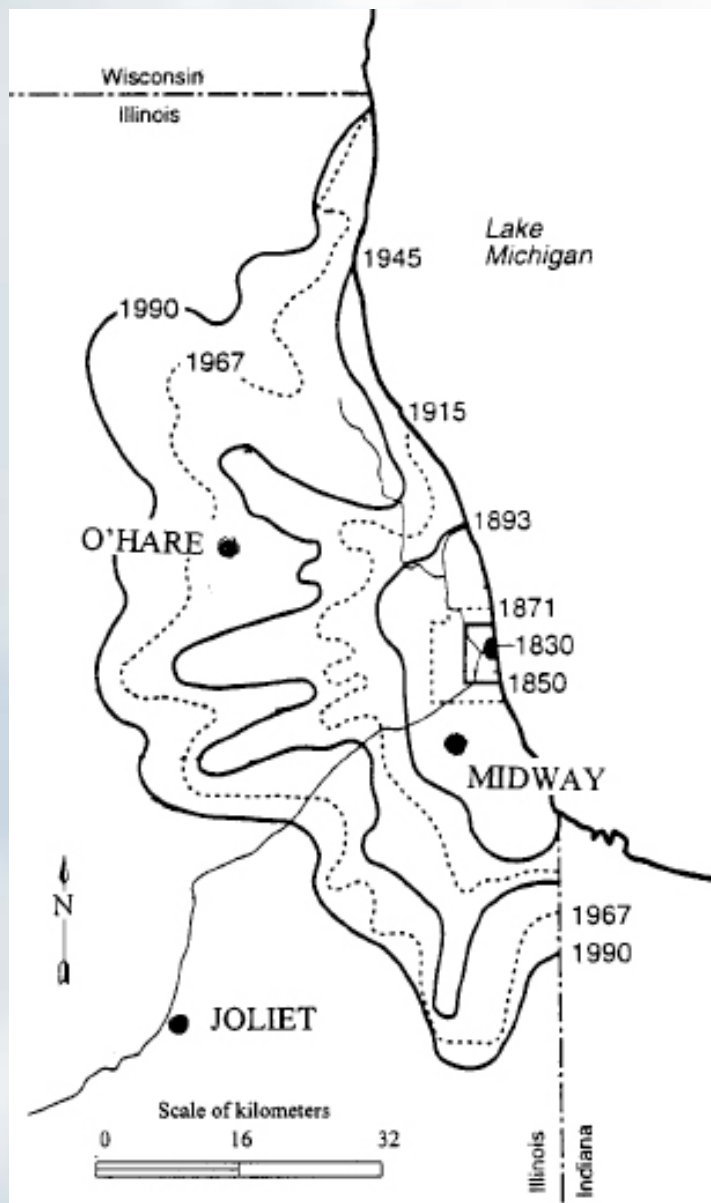 Wisconsin
Illinois
Lake
Michigan
1945
1990
1967
1915
1893
O'HARE
1871
1830
1850
MIDWAY
N
1967
1990
JOLIET
Scale of kilometers
0 16 32
Illinois
Indiana